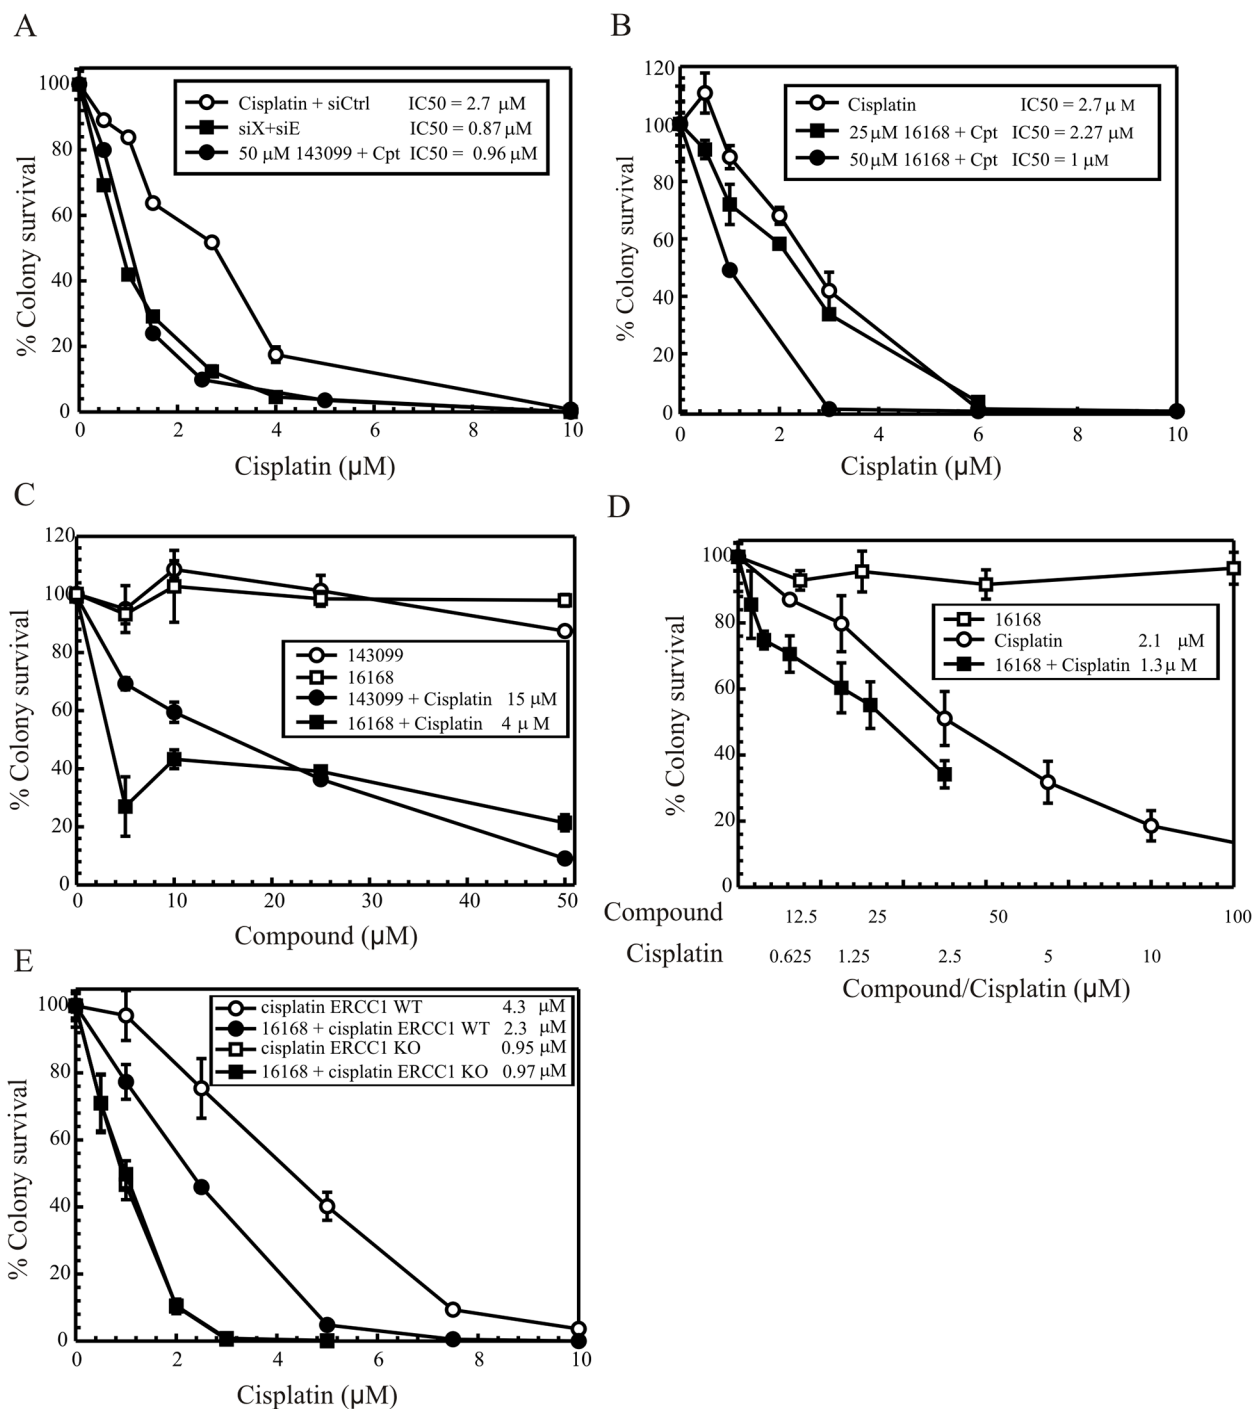 A
100
80
60
40
20
0
% Colony survival
Cisplatin + siCtrl IC50 = 2.7 μM
siX+siE IC50 = 0.87 μM
50 μM 143099 + Cpt IC50 = 0.96 μM
0 2 4 6 8 10
Cisplatin (μM)
B
120
100
80
60
40
20
0
% Colony survival
Cisplatin IC50 = 2.7 μ M
25 μM 16168 + Cpt IC50 = 2.27 μM
50 μM 16168 + Cpt IC50 = 1 μM
0 2 4 6 8 10
Cisplatin (μM)
C
120
100
80
60
40
20
0
% Colony survival
143099
16168
143099 + Cisplatin 15 μM
16168 + Cisplatin 4 μ M
0 10 20 30 40 50
Compound (μM)
D
100
80
60
40
20
0
% Colony survival
16168
Cisplatin 2.1 μM
16168 + Cisplatin 1.3 μ M
Compound 12.5 25 50 100
Cisplatin 0.625 1.25 2.5 5 10
Compound/Cisplatin (μM)
E
100
80
60
40
20
0
% Colony survival
cisplatin ERCC1 WT 4.3 μM
16168 + cisplatin ERCC1 WT 2.3 μM
cisplatin ERCC1 KO 0.95 μM
16168 + cisplatin ERCC1 KO 0.97 μM
0 2 4 6 8 10
Cisplatin (μM)